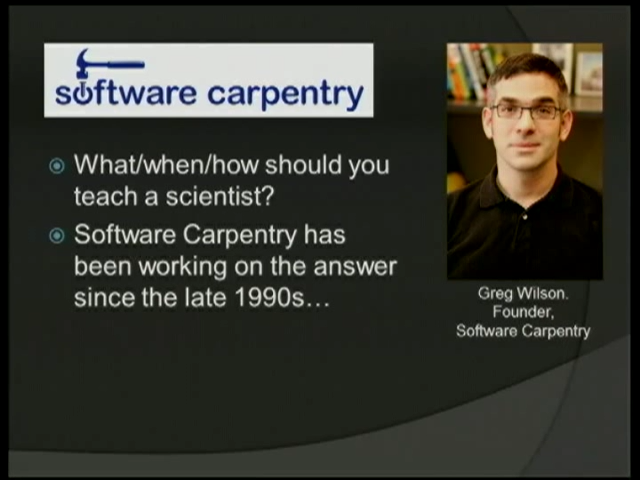 software carpentry
What/when/how should you
teach a scientist?
Software Carpentry has
been working on the answer
since the late 1990s…
Greg Wilson.
Founder,
Software Carpentry